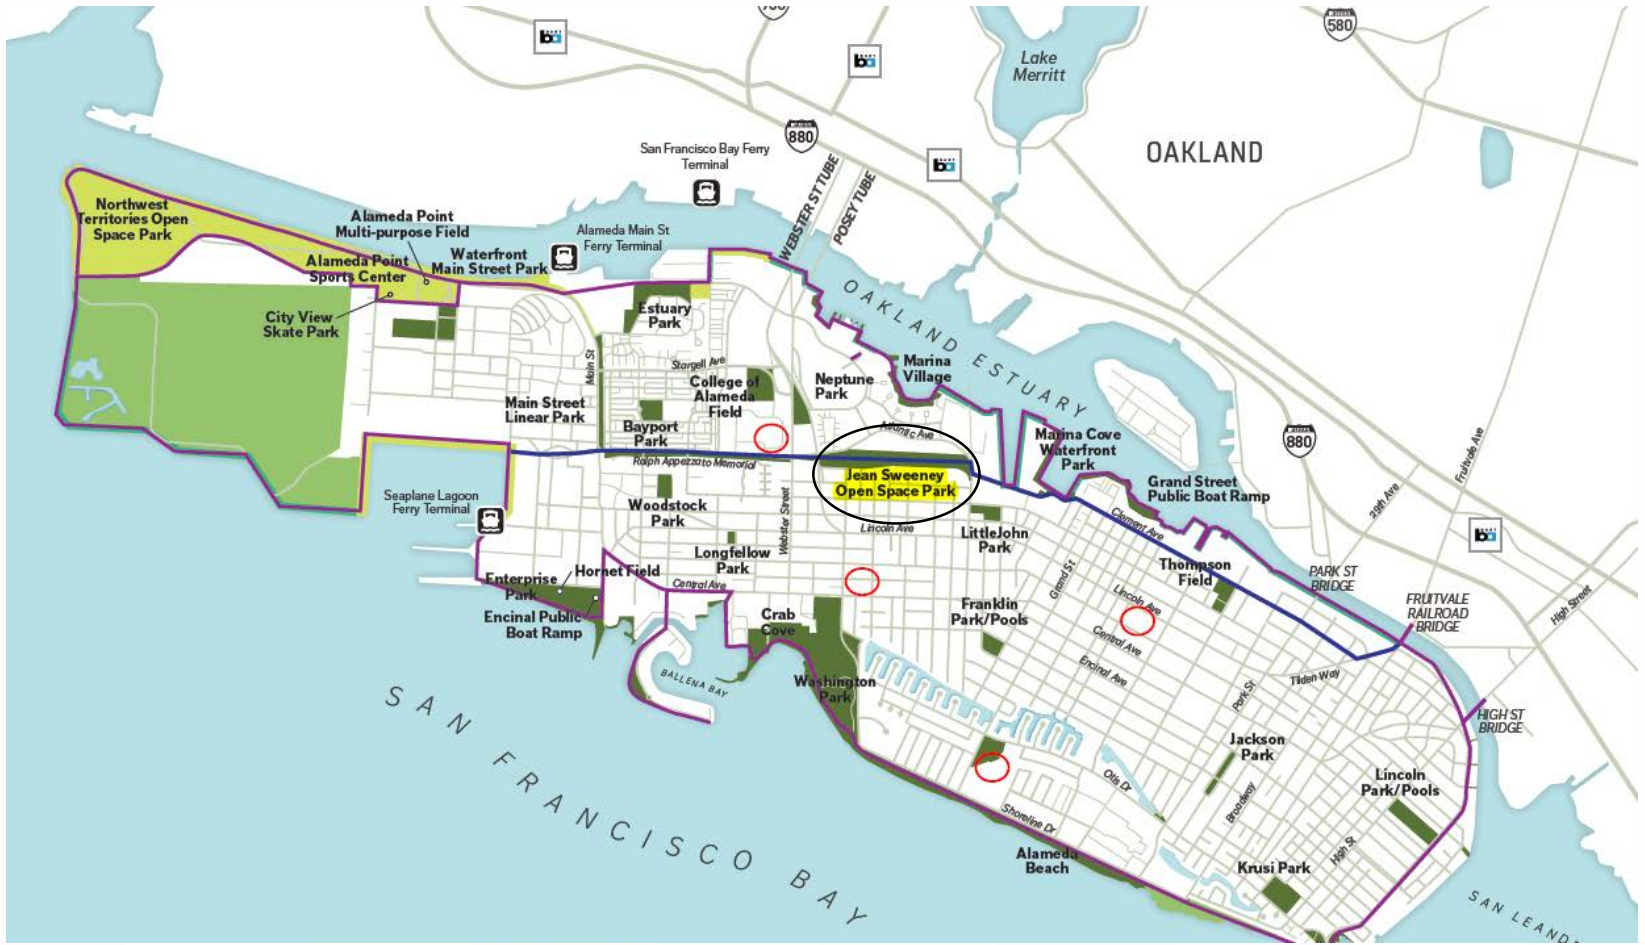 580
Lake
Merritt
880
OAKLAND
San Francisco Bay Ferry
Terminal
WEBSTER ST TUBE
POSEY TUBE
Northwest
Territories Open
Space Park
Alameda Point
Multi-purpose Field
Alameda Main St
Ferry Terminal
Waterfront
Main Street Park
Alameda Point
Sports Center
City View
Skate Park
Estuary
Park
OAKLAND ESTUARY
Main St
Stargell Ave
College of
Alameda
Field
Neptune
Park
Marina
Village
Main Street
Linear Park
Bayport
Park
Atlantic Ave
Marina Cove
Waterfront
Park
880
Fruitvale Ave
29th Ave
Ralph Appezzato Memorial
Jean Sweeney
Open Space Park
Grand Street
Public Boat Ramp
Seaplane Lagoon
Ferry Terminal
Woodstock
Park
Webster Street
Lincoln Ave
LittleJohn
Park
Clement Ave
Longfellow
Park
Thompson
Field
PARK ST
BRIDGE
Hornet Field
Enterprise
Park
Central Ave
Grand St
Lincoln Ave
FRUITVALE
RAILROAD
BRIDGE
High Street
Encinal Public
Boat Ramp
Crab
Cove
Franklin
Park/Pools
Central Ave
Encinal Ave
BALLENA BAY
Washington
Park
Tilden Way
Park St
HIGH ST
BRIDGE
SAN FRANCISCO BAY
Jackson
Park
Otis Dr
Lincoln
Park/Pools
Broadway
Shoreline Dr
Alameda
Beach
High St
Krusi Park
SAN LEAND